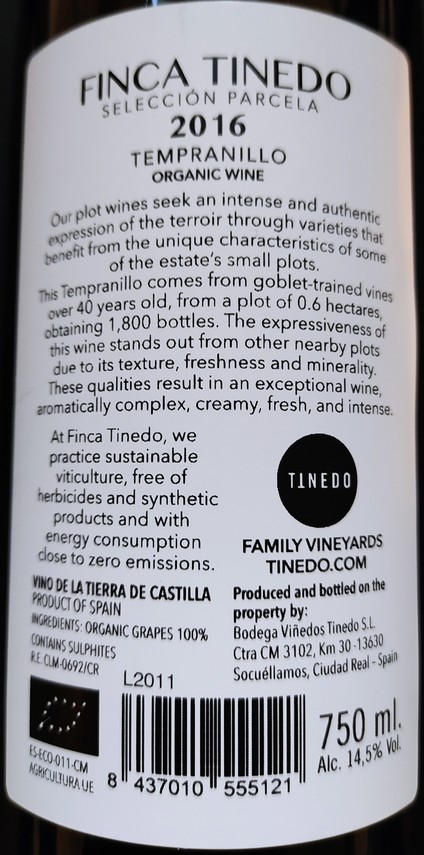 FINCA TINEDO
SELECCIÓN PARCELA
2016
TEMPRANILLO
ORGANIC WINE
Our plot wines seek an intense and authentic
expression of the terroir through varieties that
benefit from the unique characteristics of some
of the estate's small plots.
This Tempranillo comes from goblet-trained vines
over 40 years old, from a plot of 0.6 hectares,
obtaining 1,800 bottles. The expressiveness of
this wine stands out from other nearby plots
due to its texture, freshness and minerality.
These qualities result in an exceptional wine,
aromatically complex, creamy, fresh, and intense.
At Finca Tinedo, we
practice sustainable
viticulture, free of
herbicides and synthetic
products and with
energy consumption
close to zero emissions.
TINEDO
FAMILY VINEYARDS
TINEDO.COM
VINO DE LA TIERRA DE CASTILLA
PRODUCT OF SPAIN
INGREDIENTS: ORGANIC GRAPES 100%
CONTAINS SULPHITES
R.E. CLM-0692/CR
Produced and bottled on the
property by:
Bodega Viñedos Tinedo S.L.
Ctra CM 3102, Km 30 -13630
Socuéllamos, Ciudad Real - Spain
L2011
ES-ECO-011-CM
AGRICULTURA UE
8 437010 555121
750 ml.
Alc. 14,5% Vol.